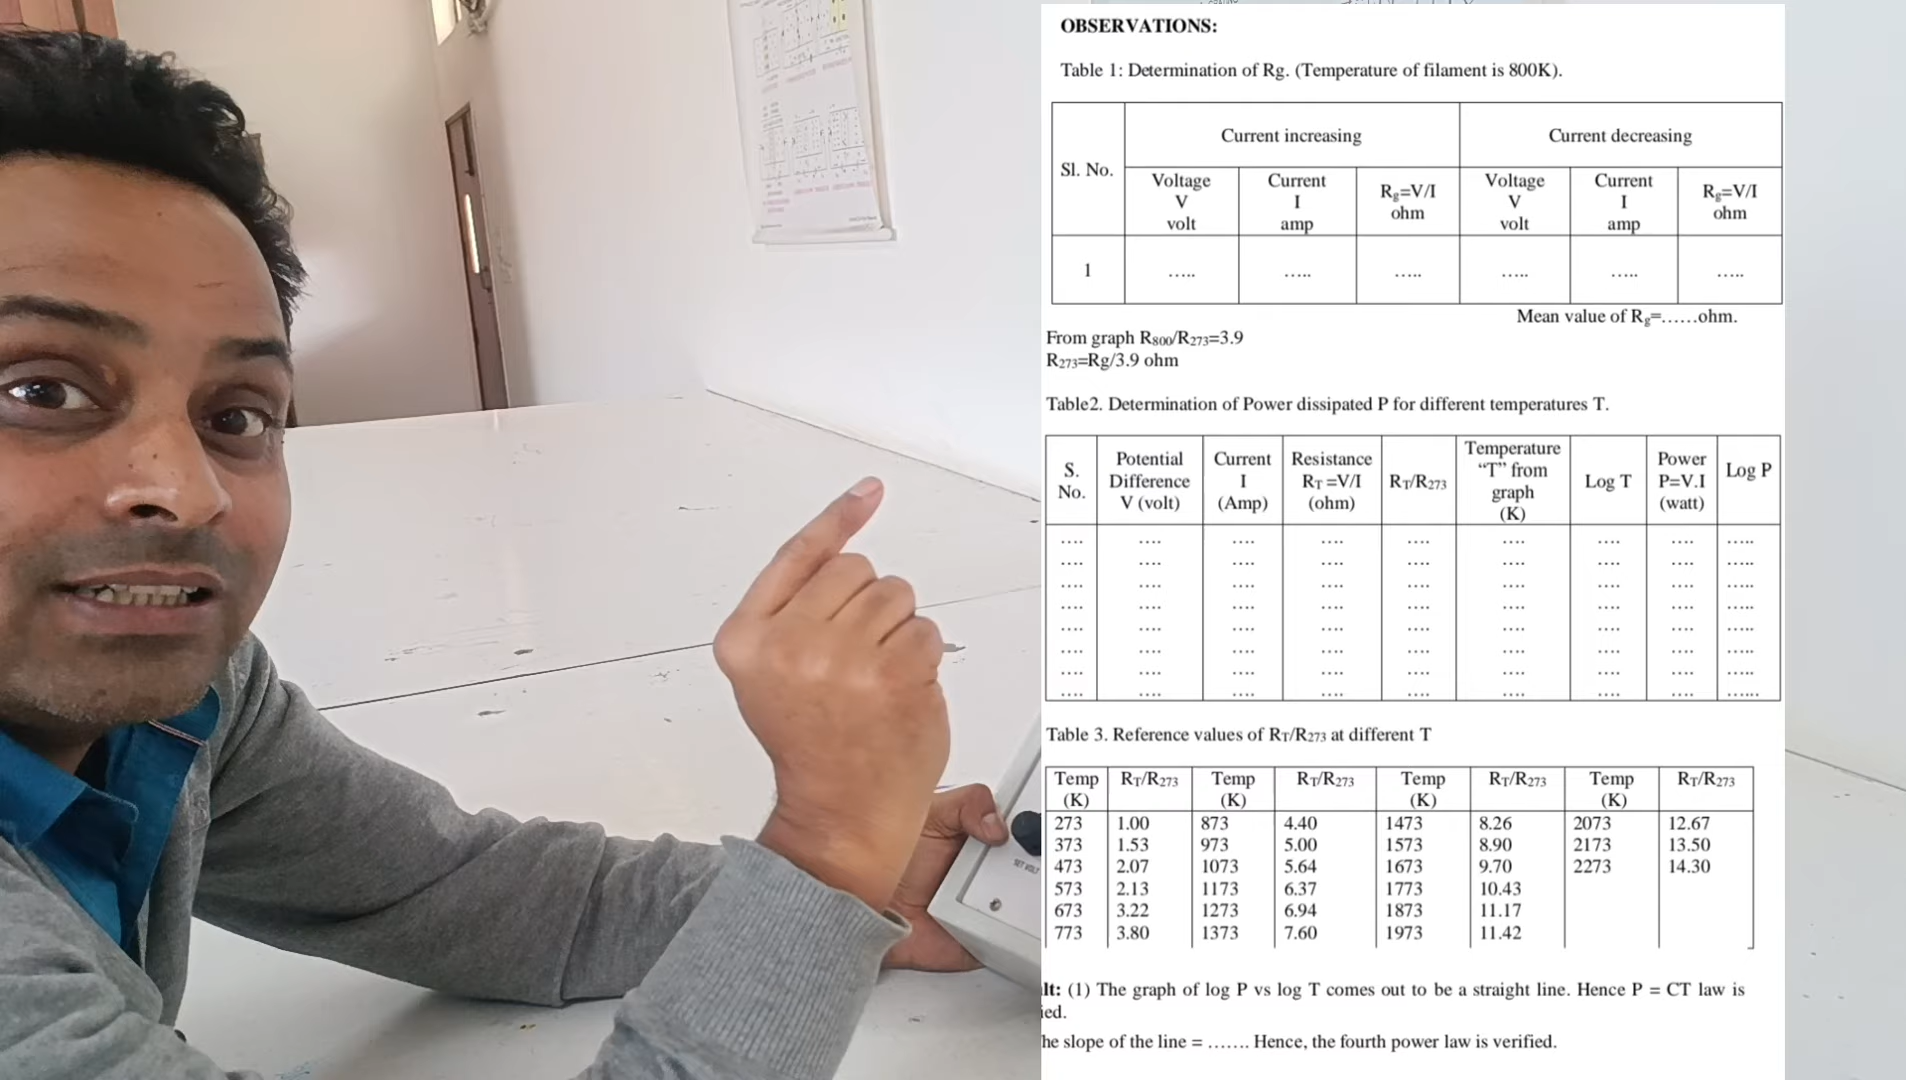 OBSERVATIONS:
Table 1: Determination of Rg. (Temperature of filament is 800K).
Sl. No. Current increasing Current decreasing
Voltage V volt Current I amp Rg=V/I ohm Voltage V volt Current I amp Rg=V/I ohm
1 ..... ..... ..... ..... ..... .....
Mean value of Rg=......ohm.
From graph R800/R273=3.9
R273=Rg/3.9 ohm
Table2. Determination of Power dissipated P for different temperatures T.
S. No. Potential Difference V (volt) Current I (Amp) Resistance RT =V/I (ohm) RT/R273 Temperature “T” from graph (K) Log T Power P=V.I (watt) Log P
.... .... .... .... .... .... .... .... .....
.... .... .... .... .... .... .... .... .....
.... .... .... .... .... .... .... .... .....
.... .... .... .... .... .... .... .... .....
.... .... .... .... .... .... .... .... .....
.... .... .... .... .... .... .... .... .....
.... .... .... .... .... .... .... .... .....
.... .... .... .... .... .... .... .... ......
Table 3. Reference values of RT/R273 at different T
Temp (K) RT/R273 Temp (K) RT/R273 Temp (K) RT/R273 Temp (K) RT/R273
273 1.00 873 4.40 1473 8.26 2073 12.67
373 1.53 973 5.00 1573 8.90 2173 13.50
473 2.07 1073 5.64 1673 9.70 2273 14.30
573 2.13 1173 6.37 1773 10.43
673 3.22 1273 6.94 1873 11.17
773 3.80 1373 7.60 1973 11.42
lt: (1) The graph of log P vs log T comes out to be a straight line. Hence P = CT law is
ied.
he slope of the line = ....... Hence, the fourth power law is verified.
SET VOLT